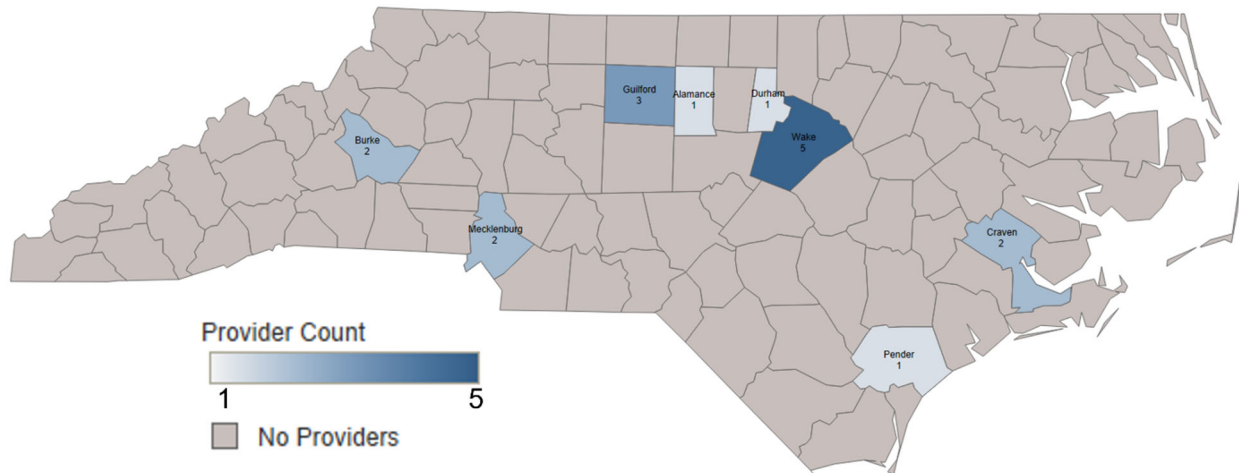 Guilford
3
Alamance
1
Durham
1
Wake
5
Burke
2
Mecklenburg
2
Craven
2
Pender
1
Provider Count
1 5
No Providers